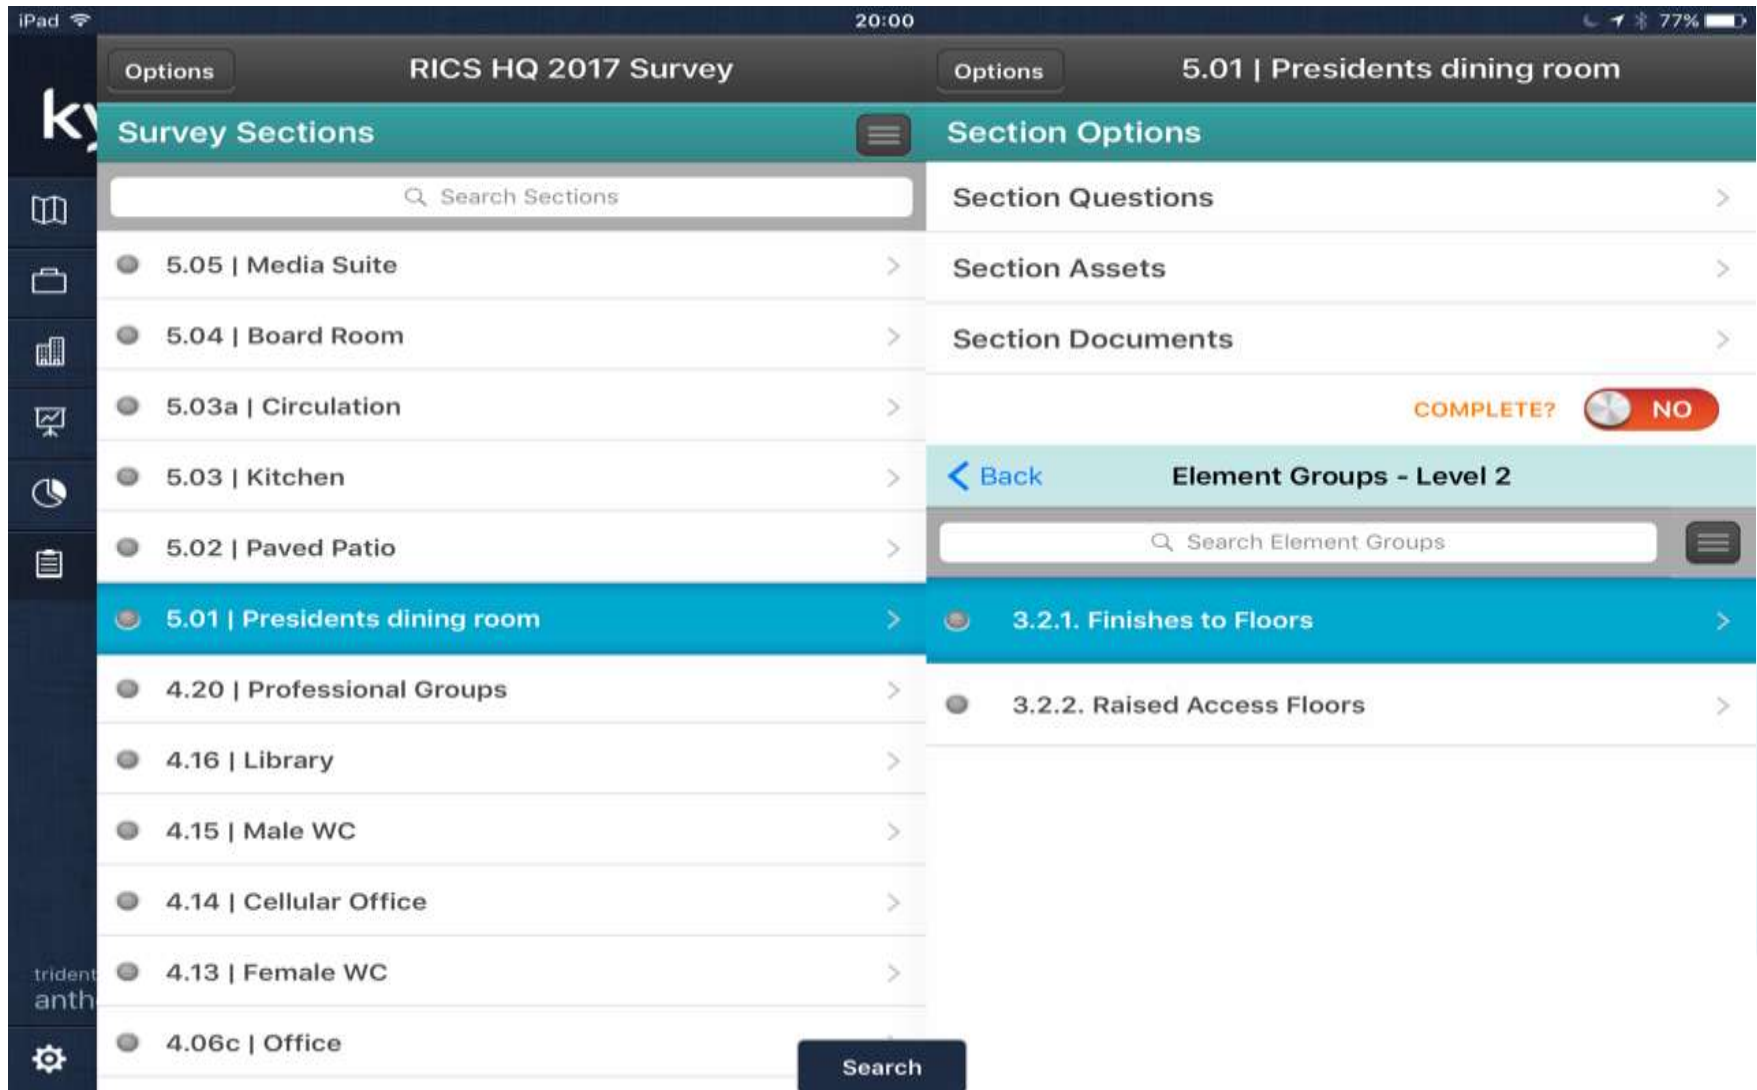 iPad 20:00 77%
ky
Options RICS HQ 2017 Survey
Survey Sections
Search Sections
5.05 | Media Suite
5.04 | Board Room
5.03a | Circulation
5.03 | Kitchen
5.02 | Paved Patio
5.01 | Presidents dining room
4.20 | Professional Groups
4.16 | Library
4.15 | Male WC
4.14 | Cellular Office
4.13 | Female WC
4.06c | Office
trident
anth
Search
Options 5.01 | Presidents dining room
Section Options
Section Questions
Section Assets
Section Documents
COMPLETE? NO
Back Element Groups - Level 2
Search Element Groups
3.2.1. Finishes to Floors
3.2.2. Raised Access Floors